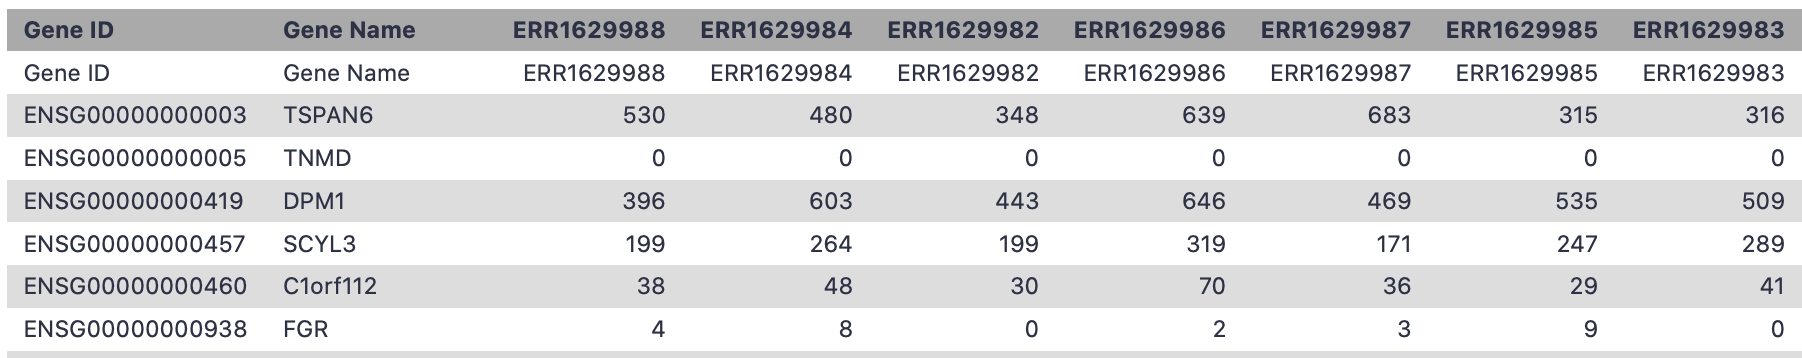 Gene ID Gene Name ERR1629988 ERR1629984 ERR1629982 ERR1629986 ERR1629987 ERR1629985 ERR1629983
Gene ID Gene Name ERR1629988 ERR1629984 ERR1629982 ERR1629986 ERR1629987 ERR1629985 ERR1629983
ENSG00000000003 TSPAN6 530 480 348 639 683 315 316
ENSG00000000005 TNMD 0 0 0 0 0 0 0
ENSG00000000419 DPM1 396 603 443 646 469 535 509
ENSG00000000457 SCYL3 199 264 199 319 171 247 289
ENSG00000000460 C1orf112 38 48 30 70 36 29 41
ENSG00000000938 FGR 4 8 0 2 3 9 0